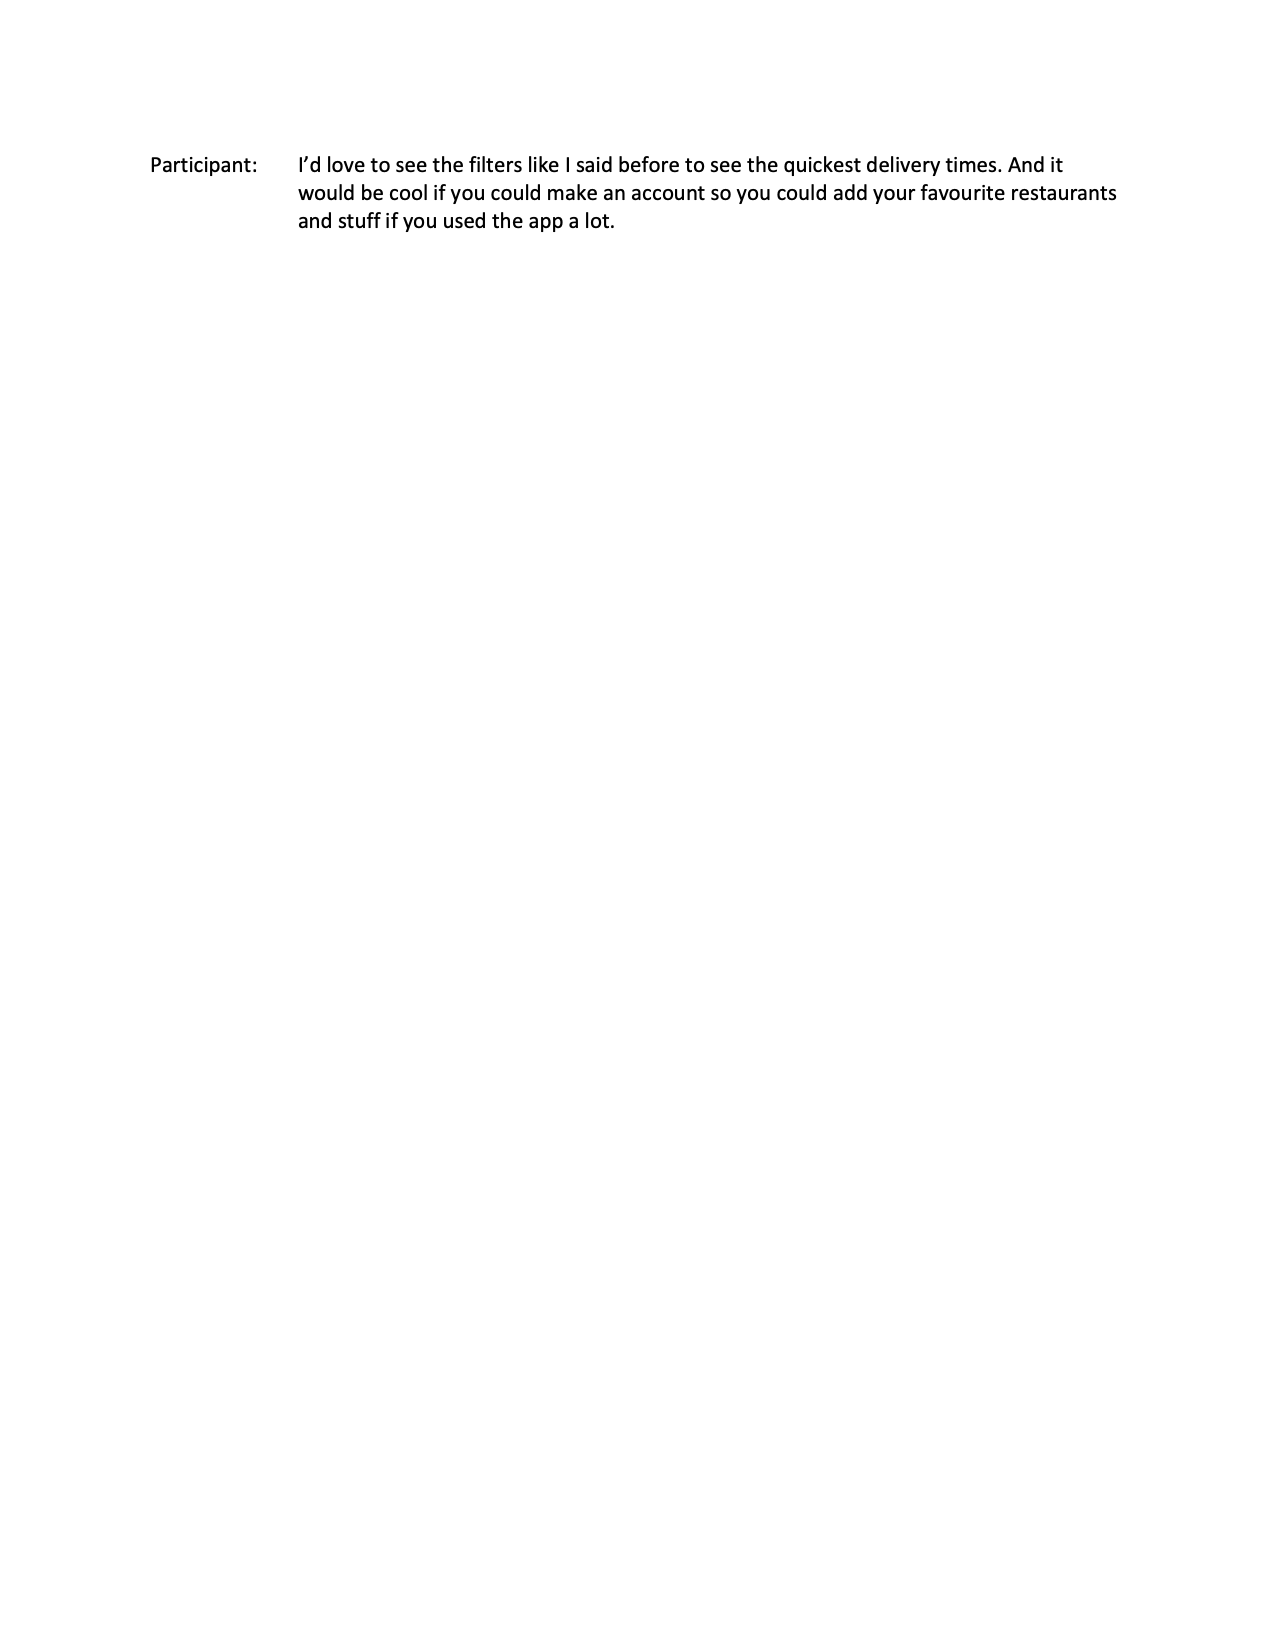 Participant: I’d love to see the filters like I said before to see the quickest delivery times. And it
would be cool if you could make an account so you could add your favourite restaurants
and stuff if you used the app a lot.